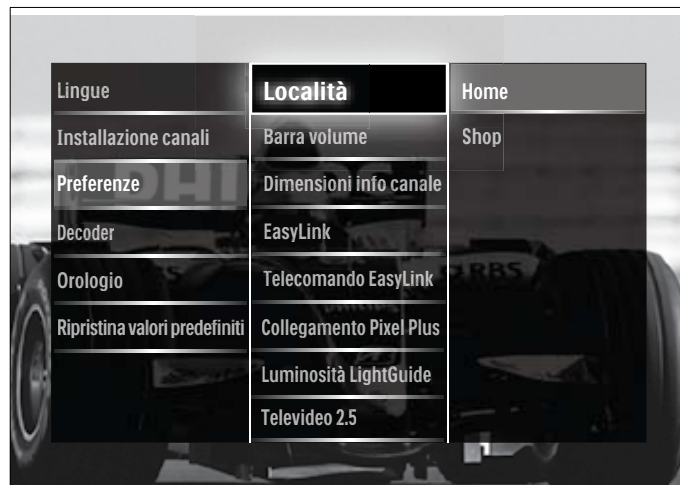 Lingue
Installazione canali
Preferenze
Decoder
Orologio
Ripristina valori predefiniti
Località
Barra volume
Dimensioni info canale
EasyLink
Telecomando EasyLink
Collegamento Pixel Plus
Luminosità LightGuide
Televideo 2.5
Home
Shop
RBS